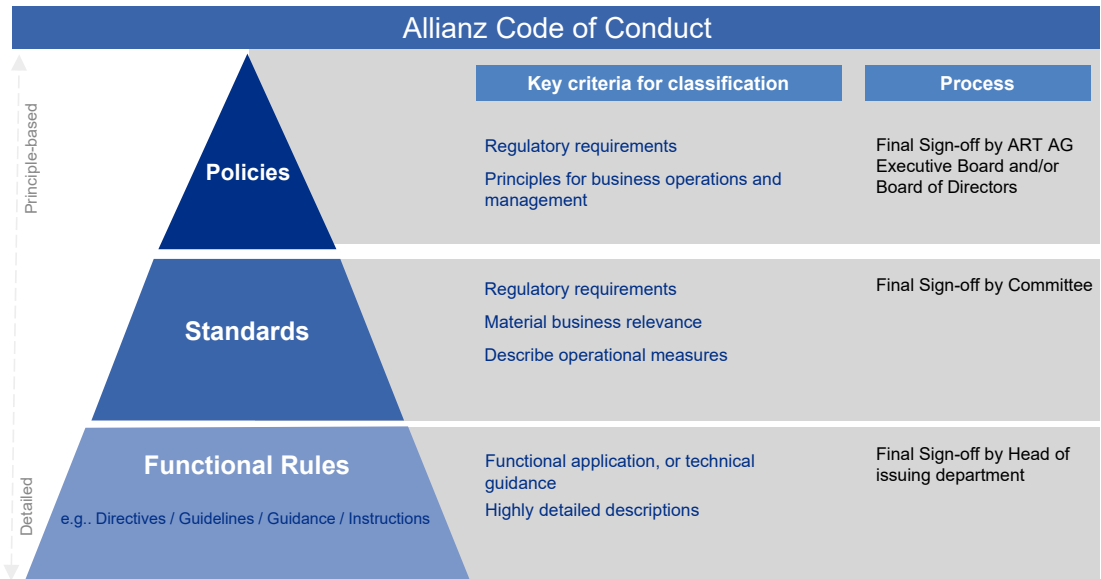 Allianz Code of Conduct
Key criteria for classification
Process
Principle-based
Policies
Regulatory requirements
Principles for business operations and
management
Final Sign-off by ART AG
Executive Board and/or
Board of Directors
Standards
Regulatory requirements
Material business relevance
Describe operational measures
Final Sign-off by Committee
Detailed
Functional Rules
e.g.. Directives / Guidelines / Guidance / Instructions
Functional application, or technical
guidance
Highly detailed descriptions
Final Sign-off by Head of
issuing department